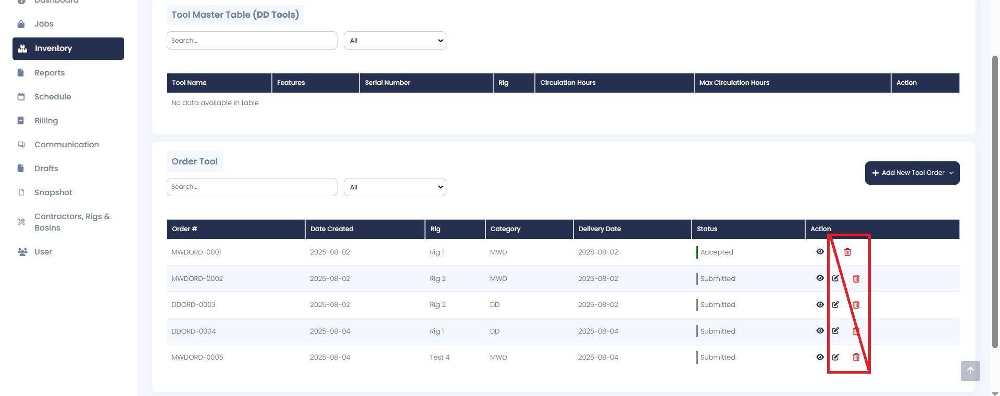 Dashboard
Jobs
Inventory
Reports
Schedule
Billing
Communication
Drafts
Snapshot
Contractors, Rigs &
Basins
User
Tool Master Table (DD Tools)
Search...
All
Tool Name Features Serial Number Rig Circulation Hours Max Circulation Hours Action
No data available in table
Order Tool
Add New Tool Order
Search...
All
Order # Date Created Rig Category Delivery Date Status Action
MWDORD-0001 2025-08-02 Rig 1 MWD 2025-08-02 Accepted
MWDORD-0002 2025-08-02 Rig 2 MWD 2025-08-02 Submitted
DDORD-0003 2025-08-02 Rig 2 DD 2025-08-02 Submitted
DDORD-0004 2025-08-04 Rig 1 DD 2025-08-04 Submitted
MWDORD-0005 2025-08-04 Test 4 MWD 2025-08-04 Submitted